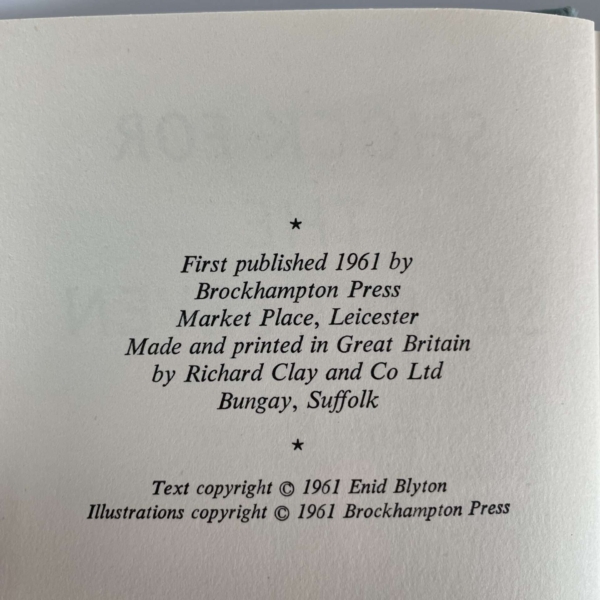 First published 1961 by
Brockhampton Press
Market Place, Leicester
Made and printed in Great Britain
by Richard Clay and Co Ltd
Bungay, Suffolk
Text copyright © 1961 Enid Blyton
Illustrations copyright © 1961 Brockhampton Press